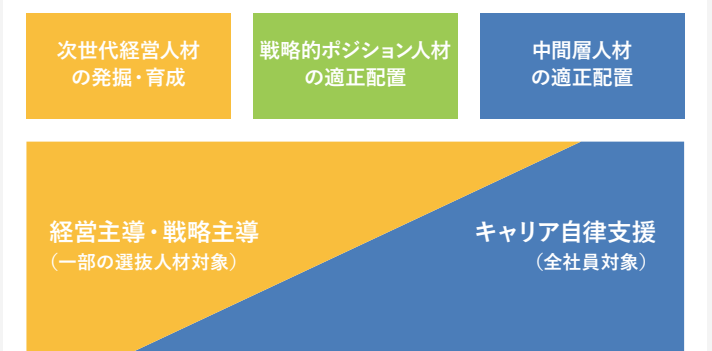 次世代経営人材
の発掘・育成
戦略的ポジション人材
の適正配置
中間層人材
の適正配置
経営主導・戦略主導
（一部の選抜人材対象）
キャリア自律支援
（全社員対象）